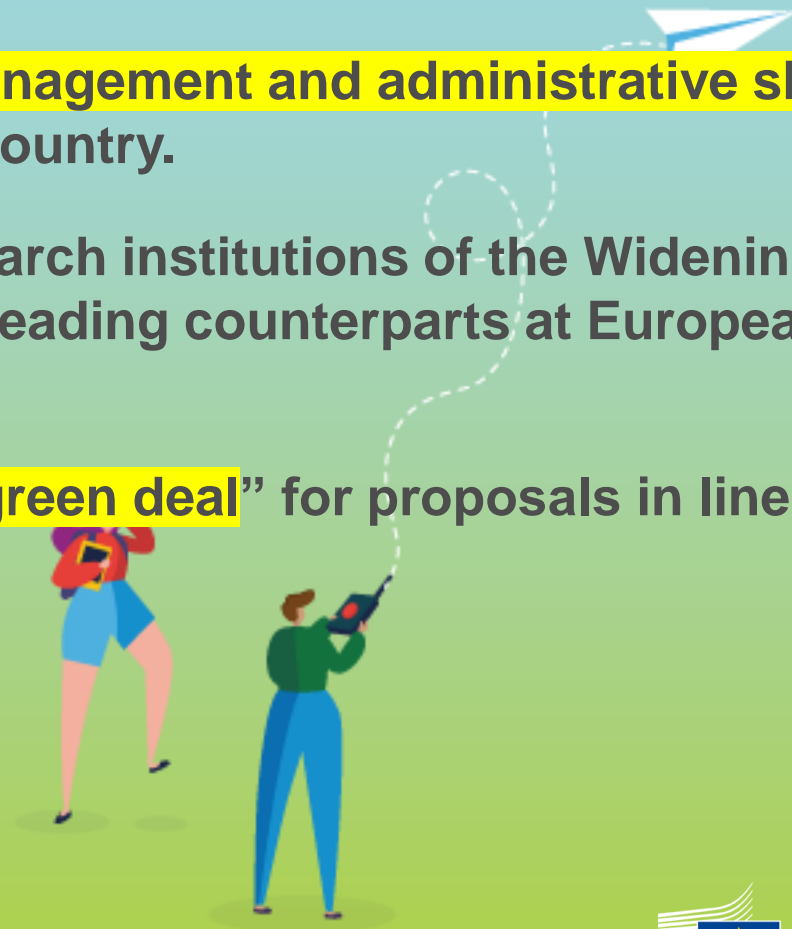 nagement and administrative s
ountry.
arch institutions of the Widenin
eading counterparts at Europea
green deal” for proposals in line